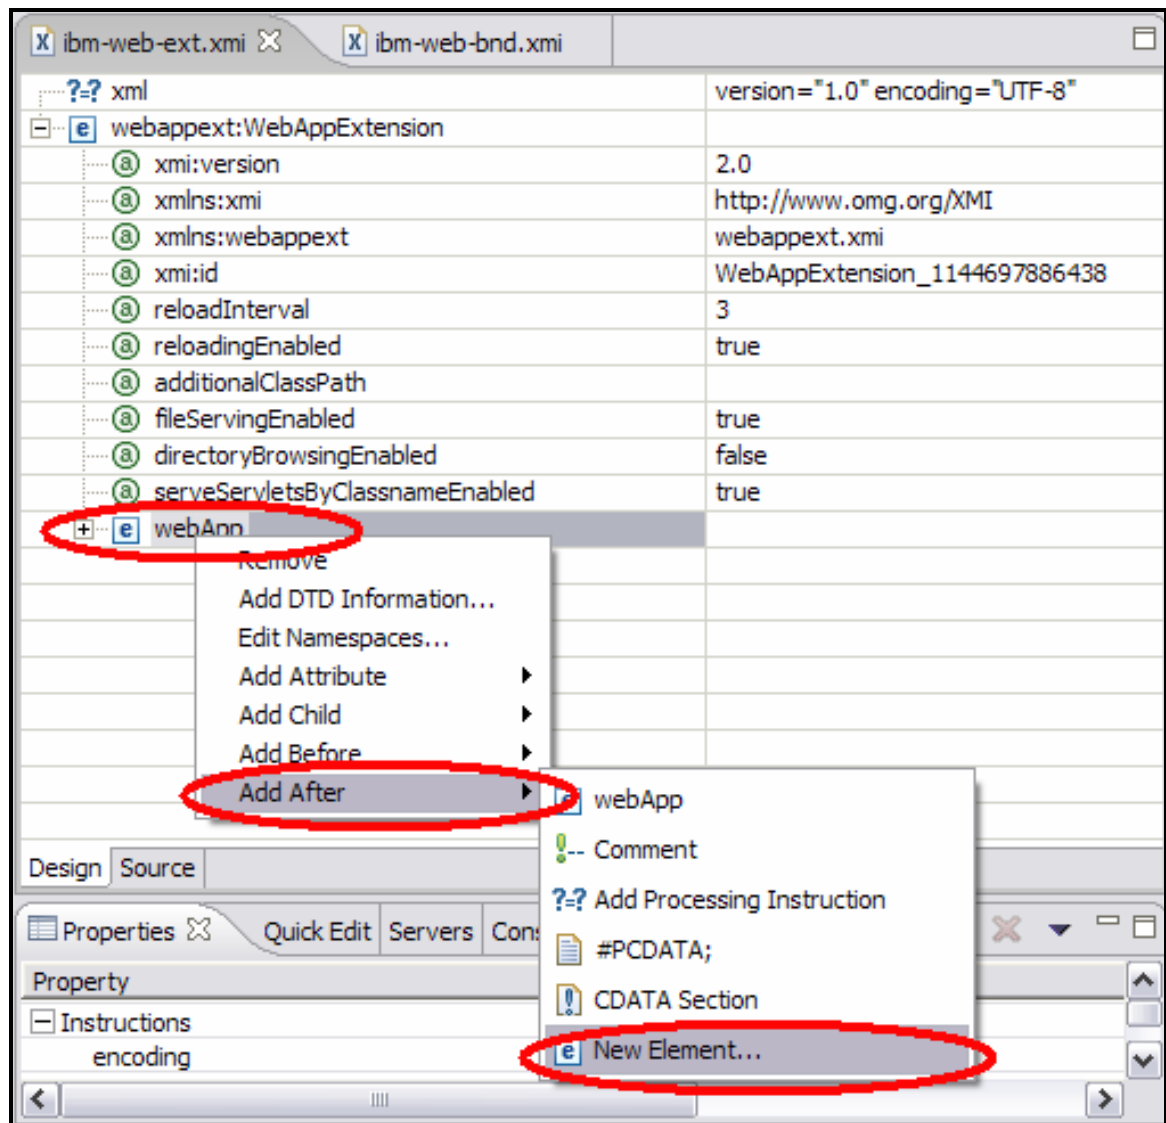 ibm-web-ext.xmi ibm-web-bnd.xmi
?=? xml version="1.0" encoding="UTF-8"
e webappext:WebAppExtension
a xmi:version 2.0
a xmlns:xmi http://www.omg.org/XMI
a xmlns:webappext webappext.xmi
a xmi:id WebAppExtension_1144697886438
a reloadInterval 3
a reloadingEnabled true
a additionalClassPath
a fileServingEnabled true
a directoryBrowsingEnabled false
a serveServletsByClassnameEnabled true
e webApp
Remove
Add DTD Information...
Edit Namespaces...
Add Attribute
Add Child
Add Before
Add After
e webApp
!-- Comment
?=? Add Processing Instruction
#PCDATA;
CDATA Section
e New Element...
Design Source
Properties Quick Edit Servers Cons
Property
Instructions
encoding